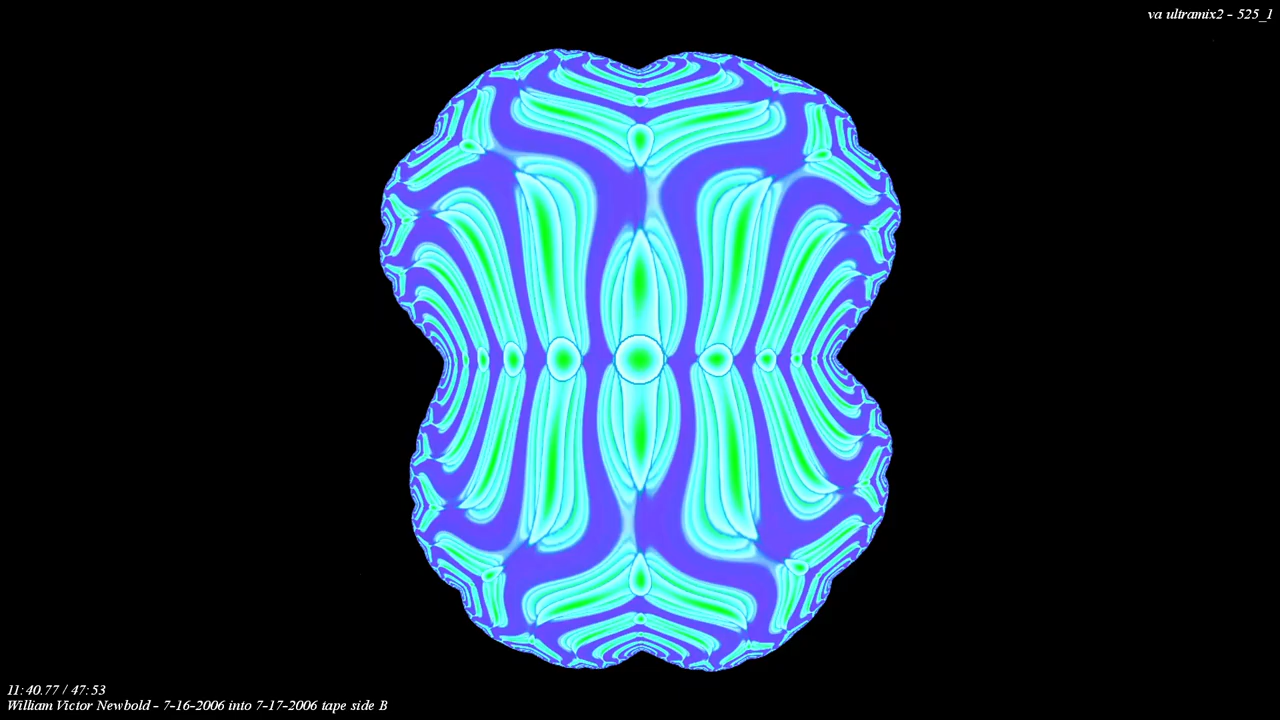 va ultramix2 - 525_1
11:40.77 / 47:53
William Victor Newbold - 7-16-2006 into 7-17-2006 tape side B